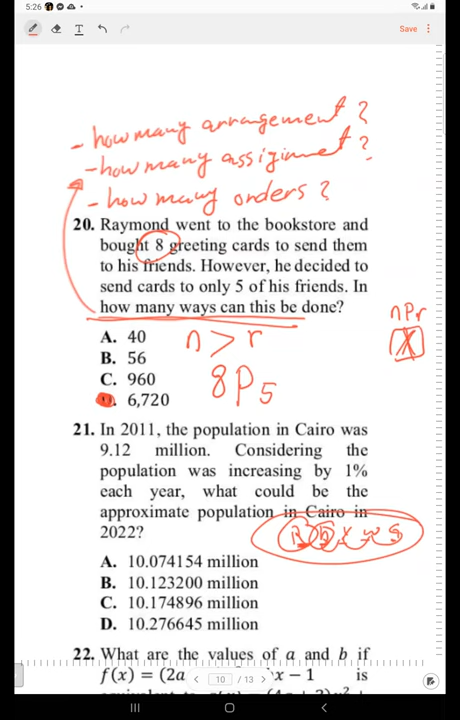 5:26
Save
- how many arrangement?
- how many assiginmet?
- how many orders?
20. Raymond went to the bookstore and
bought 8 greeting cards to send them
to his friends. However, he decided to
send cards to only 5 of his friends. In
how many ways can this be done?
nPr
A. 40
n > r
X
B. 56
C. 960
8P5
6,720
21. In 2011, the population in Cairo was
9.12 million. Considering the
population was increasing by 1%
each year, what could be the
approximate population in Cairo in
2022?
A. 10.074154 million
B. 10.123200 million
C. 10.174896 million
D. 10.276645 million
22. What are the values of a and b if
f(x) = (2a x − 1 is
10 / 13